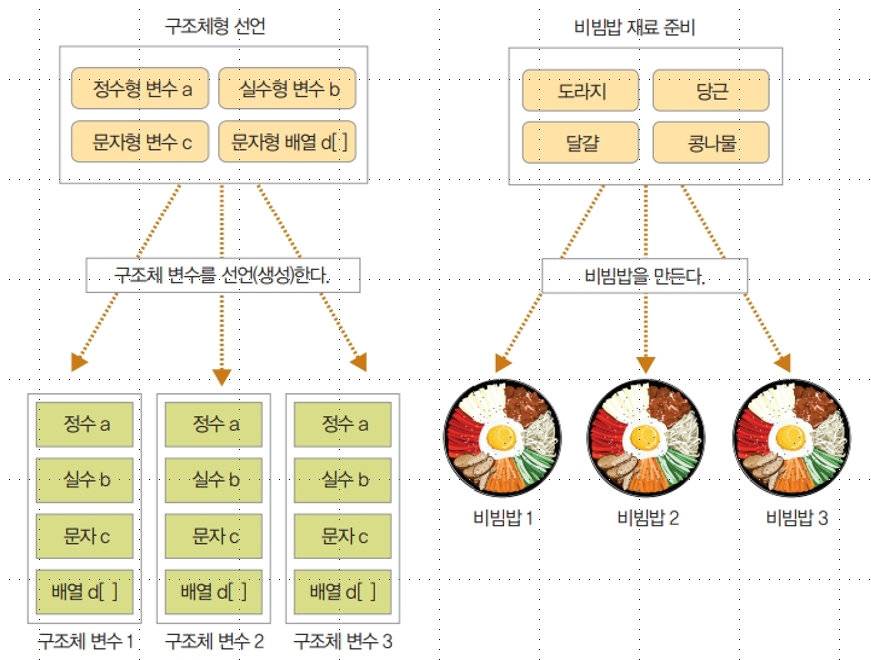 구조체형 선언
정수형 변수 a
실수형 변수 b
문자형 변수 c
문자형 배열 d[ ]
구조체 변수를 선언(생성)한다.
정수 a
실수 b
문자 c
배열 d[ ]
구조체 변수 1
정수 a
실수 b
문자 c
배열 d[ ]
구조체 변수 2
정수 a
실수 b
문자 c
배열 d[ ]
구조체 변수 3
비빔밥 재료 준비
도라지
당근
달걀
콩나물
비빔밥을 만든다.
비빔밥 1
비빔밥 2
비빔밥 3